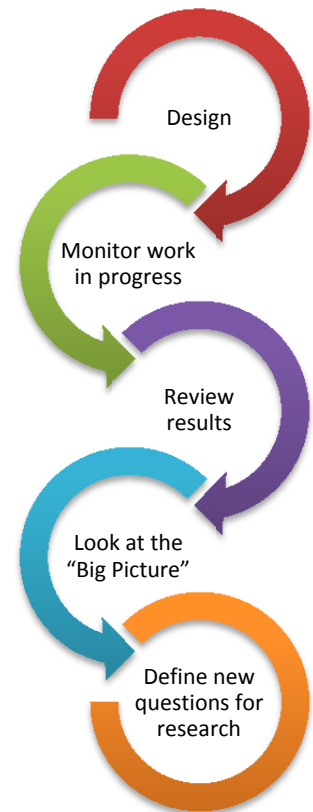 Design
Monitor work
in progress
Review
results
Look at the
“Big Picture”
Define new
questions for
research